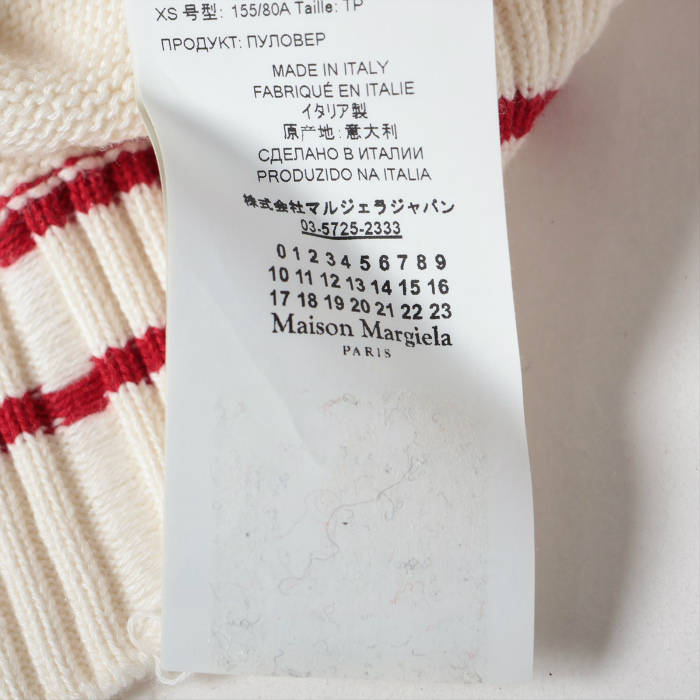 XS 号型: 155/80A Taille: TP
ПРОДУКТ: ПУЛОВЕР
MADE IN ITALY
FABRIQUÉ EN ITALIE
イタリア製
原产地:意大利
СДЕЛАНО В ИТАЛИИ
PRODUZIDO NA ITALIA
株式会社マルジェラジャパン
03-5725-2333
0 1 2 3 4 5 6 7 8 9
10 11 12 13 14 15 16
17 18 19 20 21 22 23
Maison Margiela
PARIS